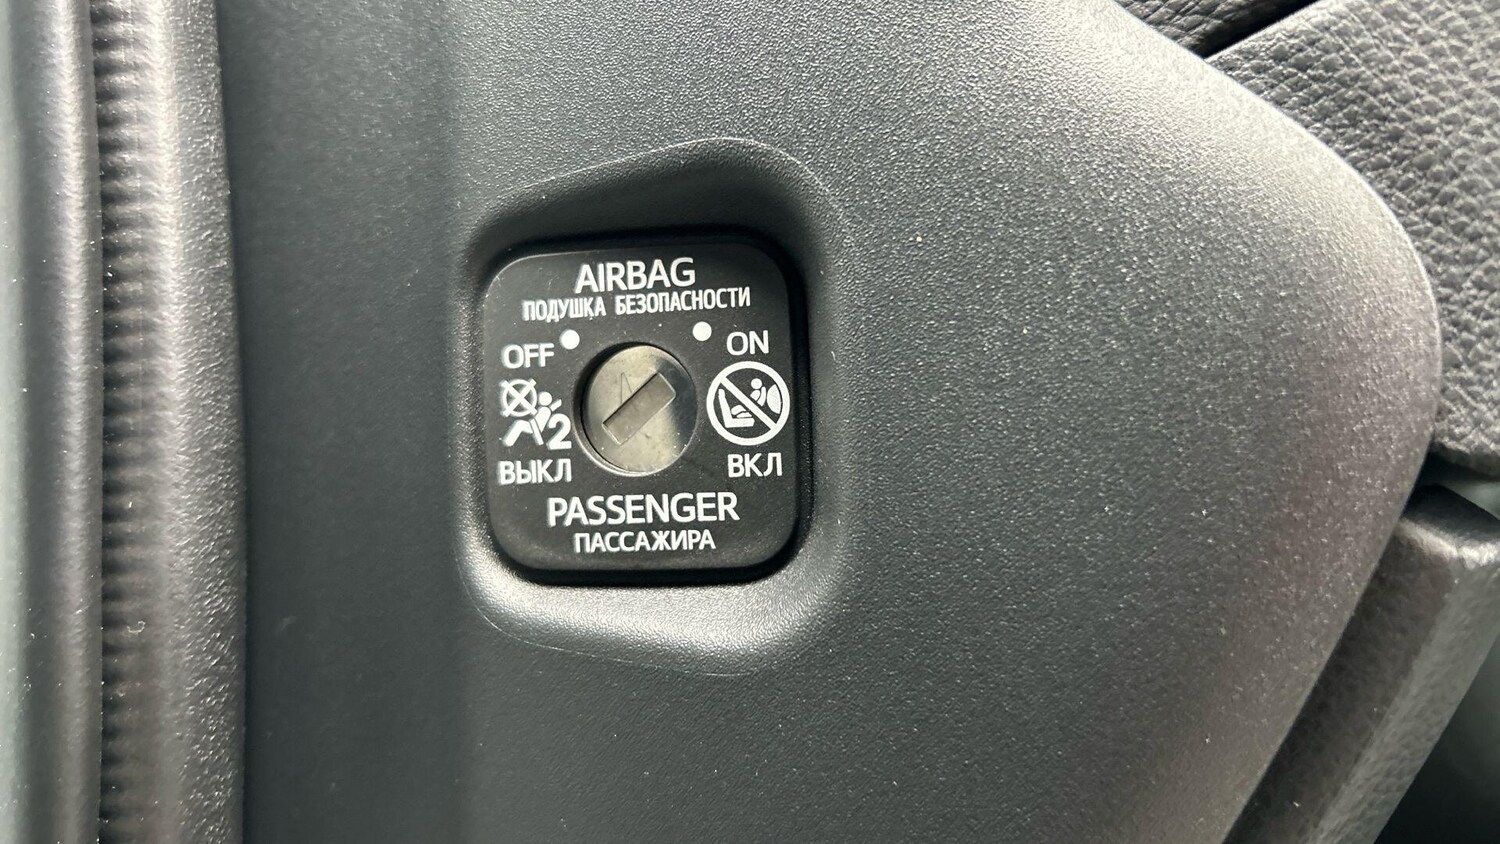 AIRBAG
ПОДУШКА БЕЗОПАСНОСТИ
OFF
ON
2
ВЫКЛ
ВКЛ
PASSENGER
ПАССАЖИРА